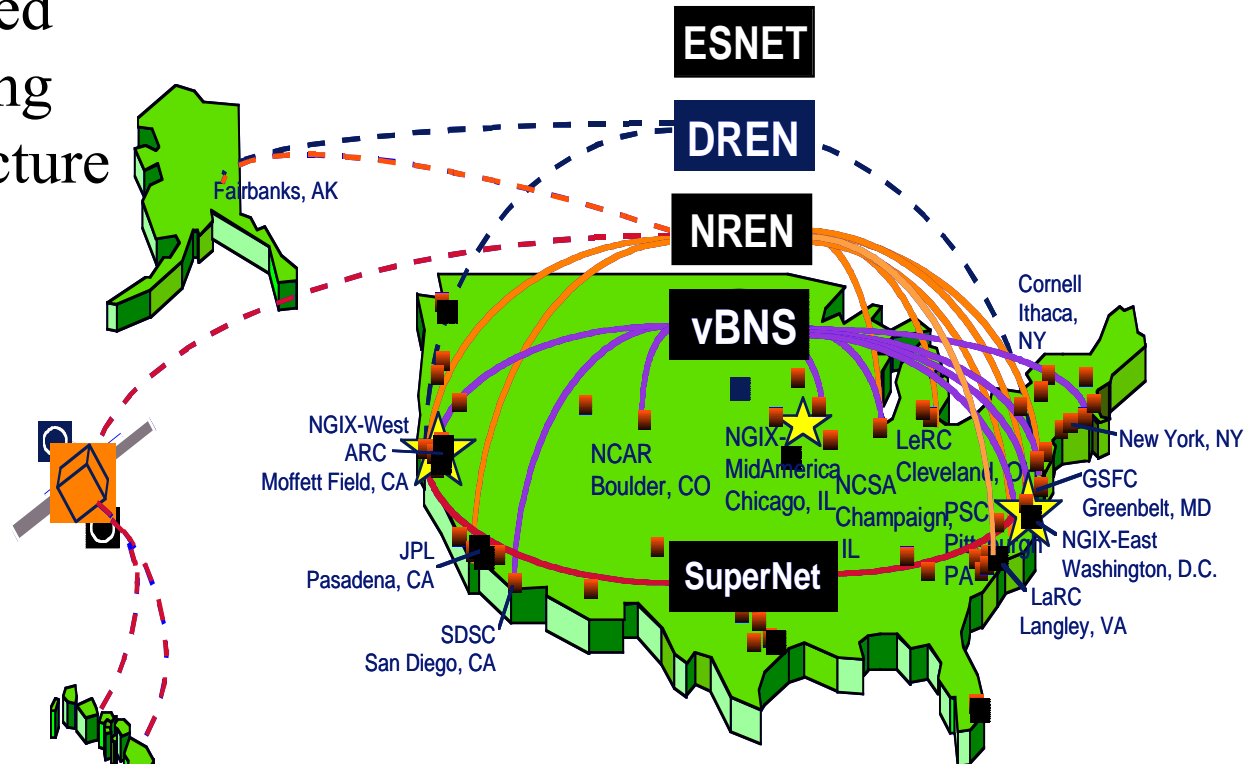 ed
ng
cture
ESNET
DREN
Fairbanks, AK
NREN
vBNS
Cornell
Ithaca,
NY
NGIX-West
ARC
Moffett Field, CA
NCAR
Boulder, CO
NGIX-
MidAmerica
Chicago, IL
NCSA
Champaign,
IL
LeRC
Cleveland, O
New York, NY
GSFC
Greenbelt, MD
PSC
Pittsburgh
PA
NGIX-East
Washington, D.C.
JPL
Pasadena, CA
SuperNet
LaRC
Langley, VA
SDSC
San Diego, CA